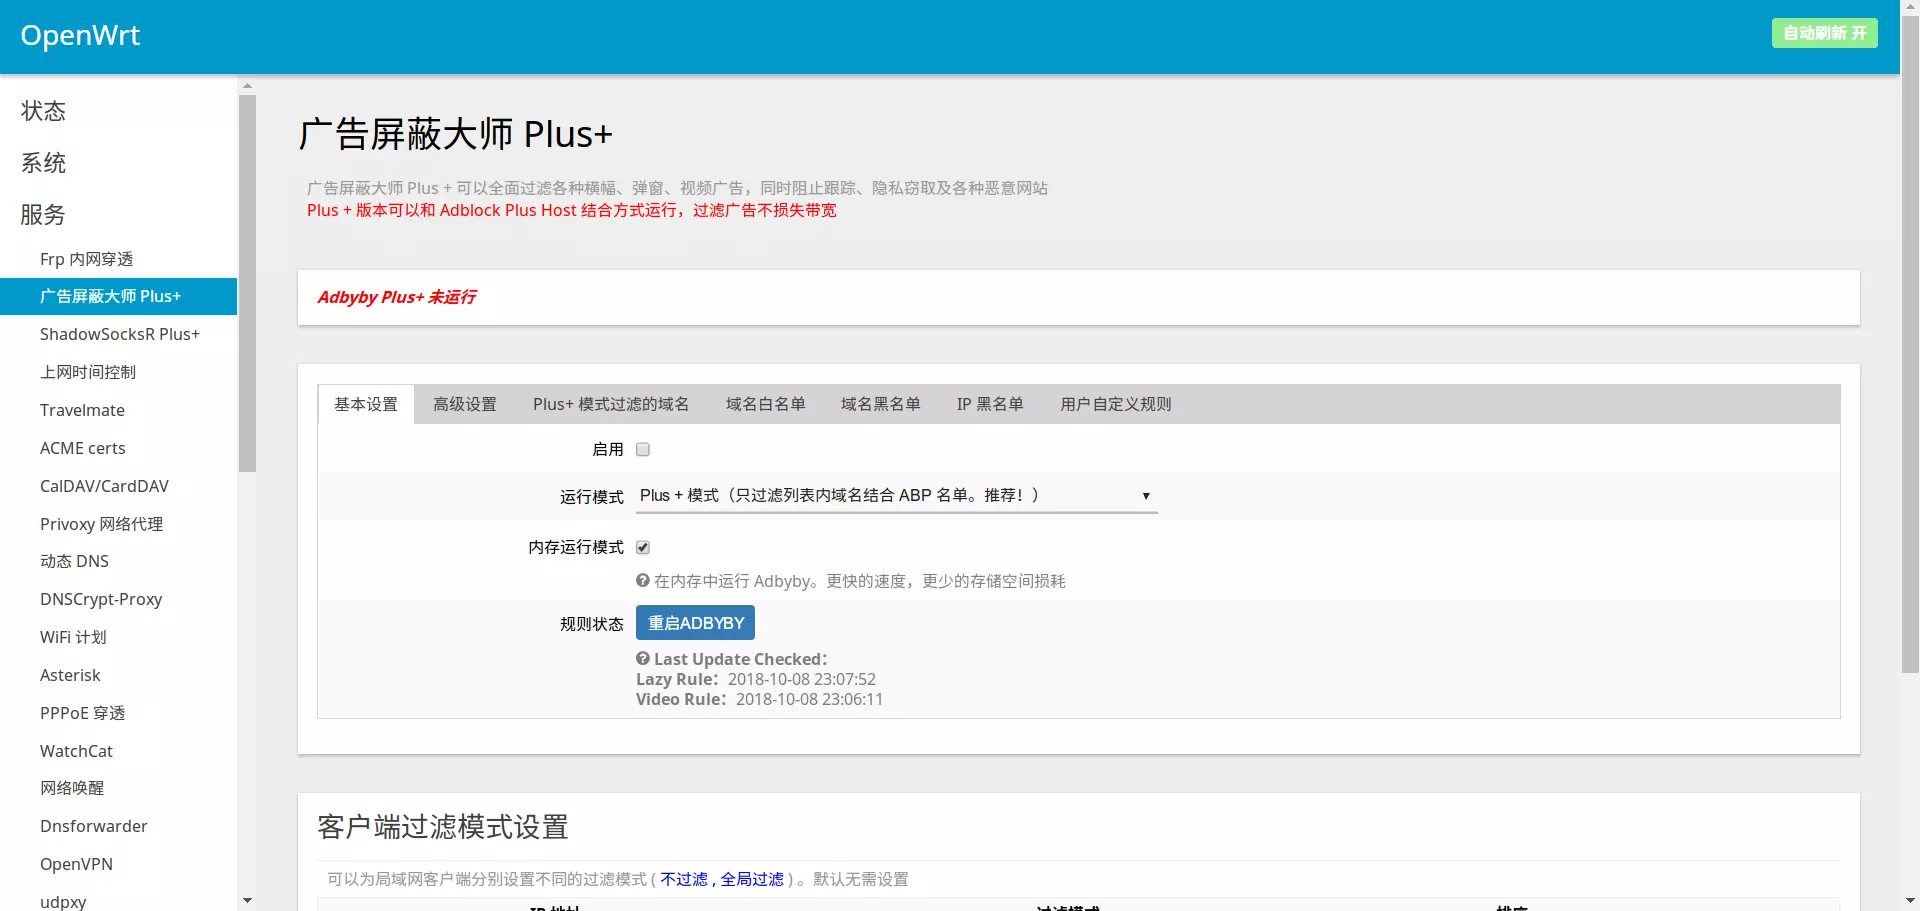 OpenWrt
自动刷新 开
状态
系统
服务
Frp 内网穿透
广告屏蔽大师 Plus+
ShadowSocksR Plus+
上网时间控制
Travelmate
ACME certs
CalDAV/CardDAV
Privoxy 网络代理
动态 DNS
DNSCrypt-Proxy
WiFi 计划
Asterisk
PPPoE 穿透
WatchCat
网络唤醒
Dnsforwarder
OpenVPN
udpxy
广告屏蔽大师 Plus+
广告屏蔽大师 Plus + 可以全面过滤各种横幅、弹窗、视频广告，同时阻止跟踪、隐私窃取及各种恶意网站
Plus + 版本可以和 Adblock Plus Host 结合方式运行，过滤广告不损失带宽
Adbyby Plus+ 未运行
基本设置 高级设置 Plus+ 模式过滤的域名 域名白名单 域名黑名单 IP 黑名单 用户自定义规则
启用
运行模式 Plus + 模式（只过滤列表内域名结合 ABP 名单。推荐！）
内存运行模式
在内存中运行 Adbyby。更快的速度，更少的存储空间损耗
规则状态 重启ADBYBY
Last Update Checked：
Lazy Rule：2018-10-08 23:07:52
Video Rule：2018-10-08 23:06:11
客户端过滤模式设置
可以为局域网客户端分别设置不同的过滤模式 ( 不过滤 , 全局过滤 ) 。默认无需设置
IP 地址 过滤模式 排序